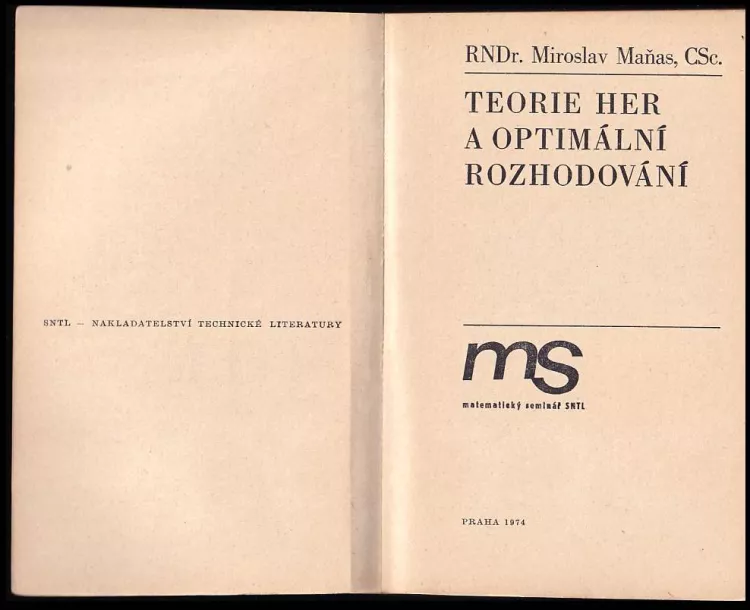 SNTL – NAKLADATELSTVÍ TECHNICKÉ LITERATURY
RNDr. Miroslav Maňas, CSc.
TEORIE HER
A OPTIMÁLNÍ
ROZHODOVÁNÍ
ms
matematický seminář SNTL
PRAHA 1974